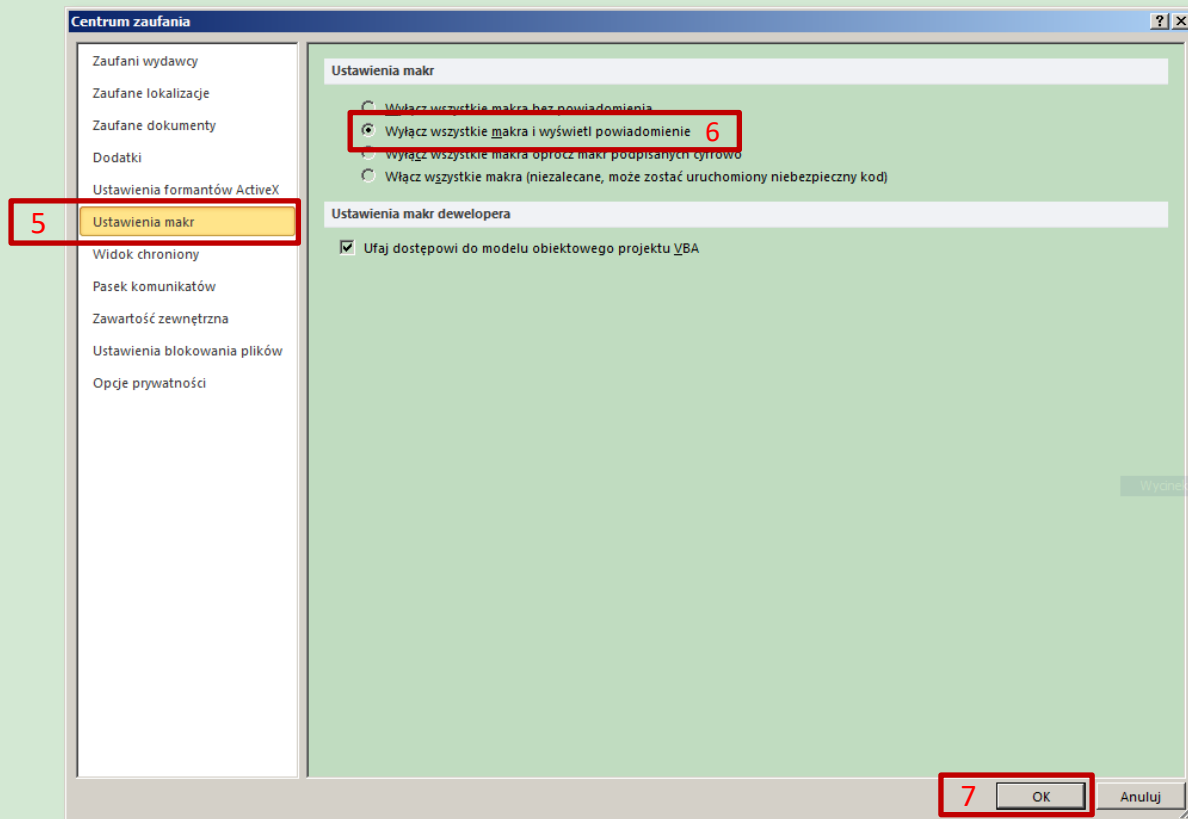 Centrum zaufania
Zaufani wydawcy
Zaufane lokalizacje
Zaufane dokumenty
Dodatki
Ustawienia formantów ActiveX
5 Ustawienia makr
Widok chroniony
Pasek komunikatów
Zawartość zewnętrzna
Ustawienia blokowania plików
Opcje prywatności
Ustawienia makr
Wyłącz wszystkie makra bez powiadomienia
Wyłącz wszystkie makra i wyświetl powiadomienie 6
Wyłącz wszystkie makra oprócz makr podpisanych cyfrowo
Włącz wszystkie makra (niezalecane, może zostać uruchomiony niebezpieczny kod)
Ustawienia makr dewelopera
Ufaj dostępowi do modelu obiektowego projektu VBA
7 OK Anuluj